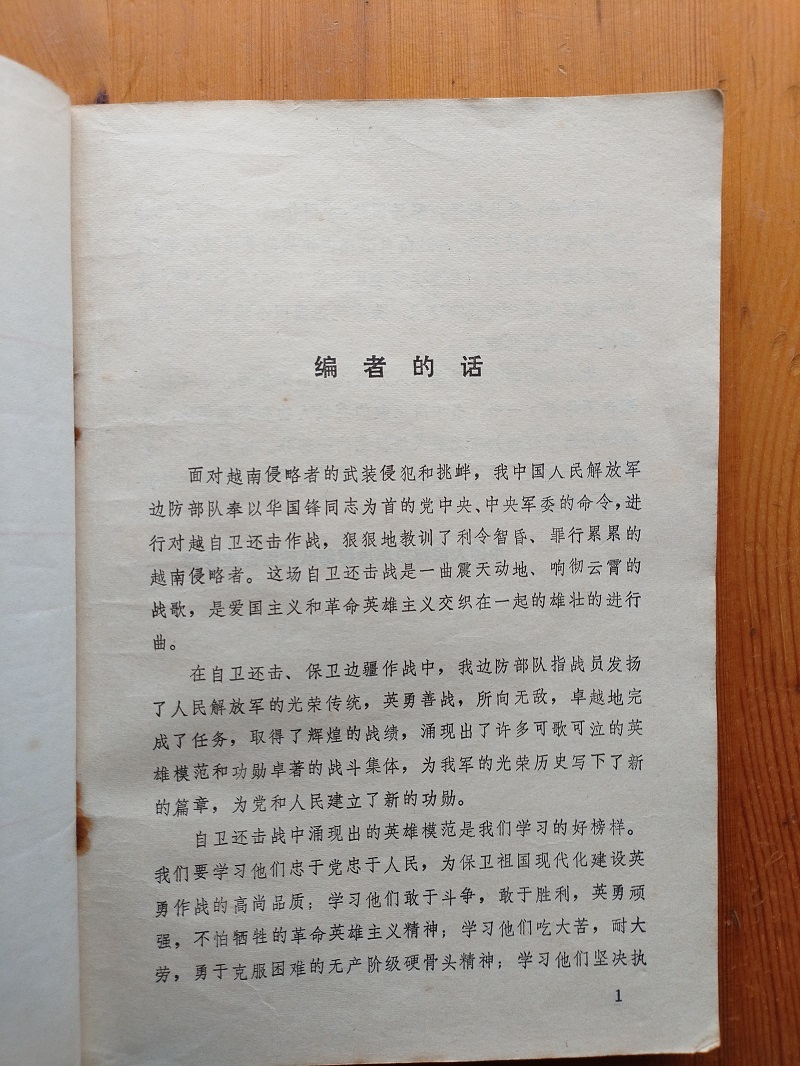 编者的话
面对越南侵略者的武装侵犯和挑衅，我中国人民解放军
边防部队奉以华国锋同志为首的党中央、中央军委的命令，进
行对越自卫还击作战，狠狠地教训了利令智昏、罪行累累的
越南侵略者。这场自卫还击战是一曲震天动地、响彻云霄的
战歌，是爱国主义和革命英雄主义交织在一起的雄壮的进行
曲。
在自卫还击、保卫边疆作战中，我边防部队指战员发扬
了人民解放军的光荣传统，英勇善战，所向无敌，卓越地完
成了任务，取得了辉煌的战绩，涌现出了许多可歌可泣的英
雄模范和功勋卓著的战斗集体，为我军的光荣历史写下了新
的篇章，为党和人民建立了新的功勋。
自卫还击战中涌现出的英雄模范是我们学习的好榜样。
我们要学习他们忠于党忠于人民，为保卫祖国现代化建设英
勇作战的高尚品质；学习他们敢于斗争，敢于胜利，英勇顽
强，不怕牺牲的革命英雄主义精神；学习他们吃大苦，耐大
劳，勇于克服困难的无产阶级硬骨头精神；学习他们坚决执
1